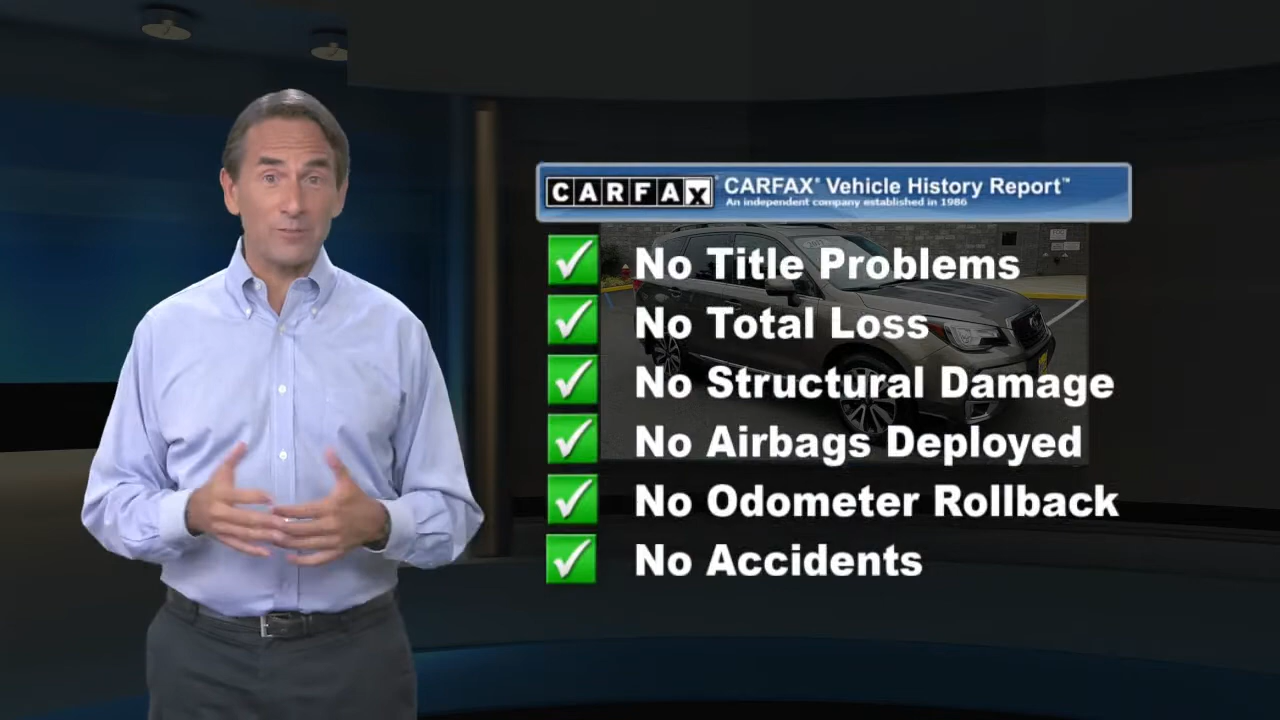 CARFAX® CARFAX® Vehicle History Report™
An independent company established in 1986
No Title Problems
No Total Loss
No Structural Damage
No Airbags Deployed
No Odometer Rollback
No Accidents